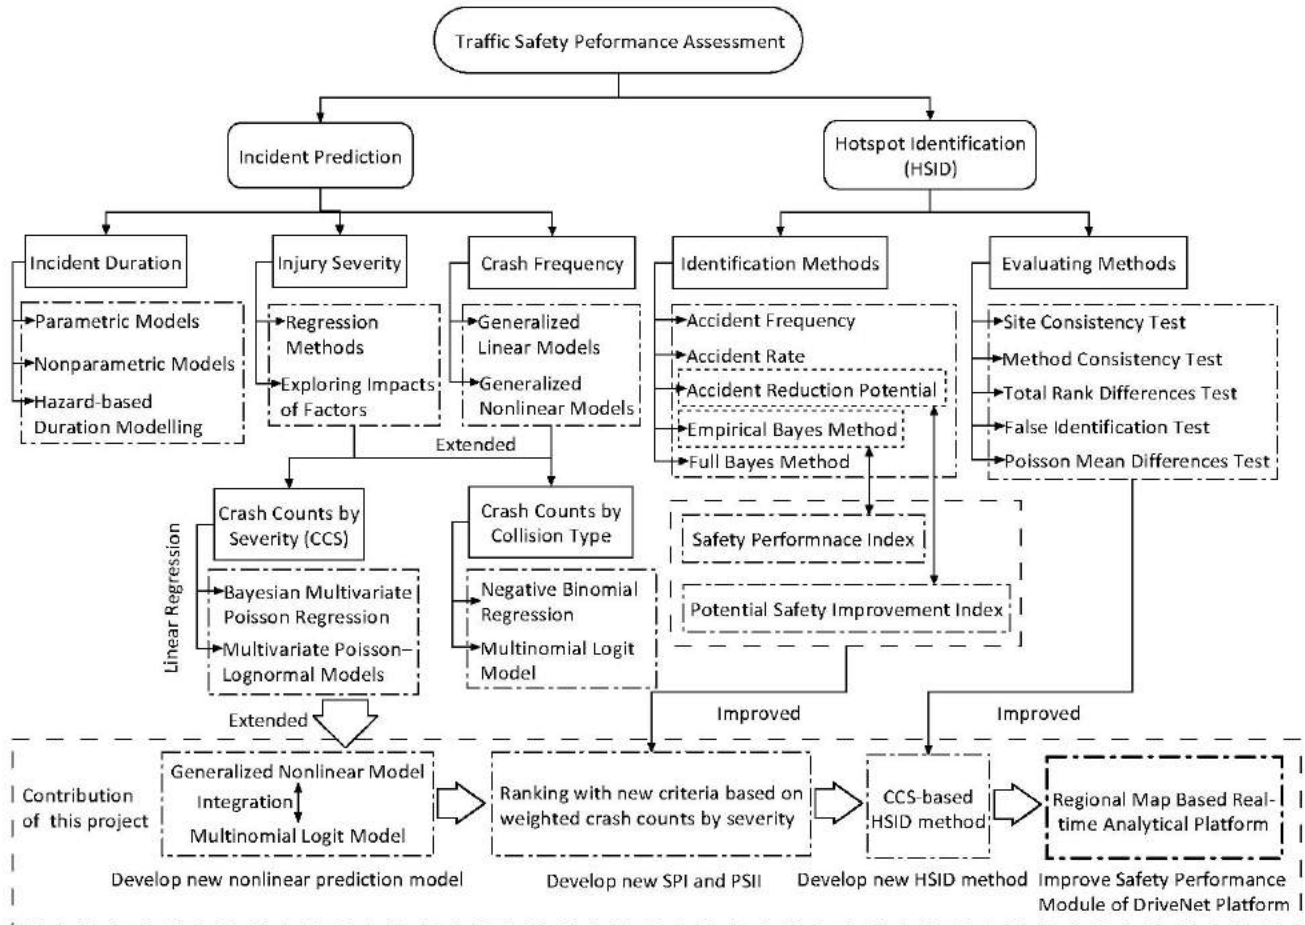 Traffic Safety Peformance Assessment
Incident Prediction
Hotspot Identification
(HSID)
Incident Duration
Injury Severity
Crash Frequency
Identification Methods
Evaluating Methods
Parametric Models
Nonparametric Models
Hazard-based
Duration Modelling
Regression
Methods
Exploring Impacts
of Factors
Generalized
Linear Models
Generalized
Nonlinear Models
Accident Frequency
Accident Rate
Accident Reduction Potential
Empirical Bayes Method
Full Bayes Method
Site Consistency Test
Method Consistency Test
Total Rank Differences Test
False Identification Test
Poisson Mean Differences Test
Extended
Linear Regression
Crash Counts by
Severity (CCS)
Crash Counts by
Collision Type
Bayesian Multivariate
Poisson Regression
Multivariate Poisson–
Lognormal Models
Negative Binomial
Regression
Multinomial Logit
Model
Safety Performnace Index
Potential Safety Improvement Index
Extended
Improved
Improved
Contribution
of this project
Generalized Nonlinear Model
Integration
Multinomial Logit Model
Ranking with new criteria based on
weighted crash counts by severity
CCS-based
HSID method
Regional Map Based Real-
time Analytical Platform
Develop new nonlinear prediction model
Develop new SPI and PSII
Develop new HSID method
Improve Safety Performance
Module of DriveNet Platform